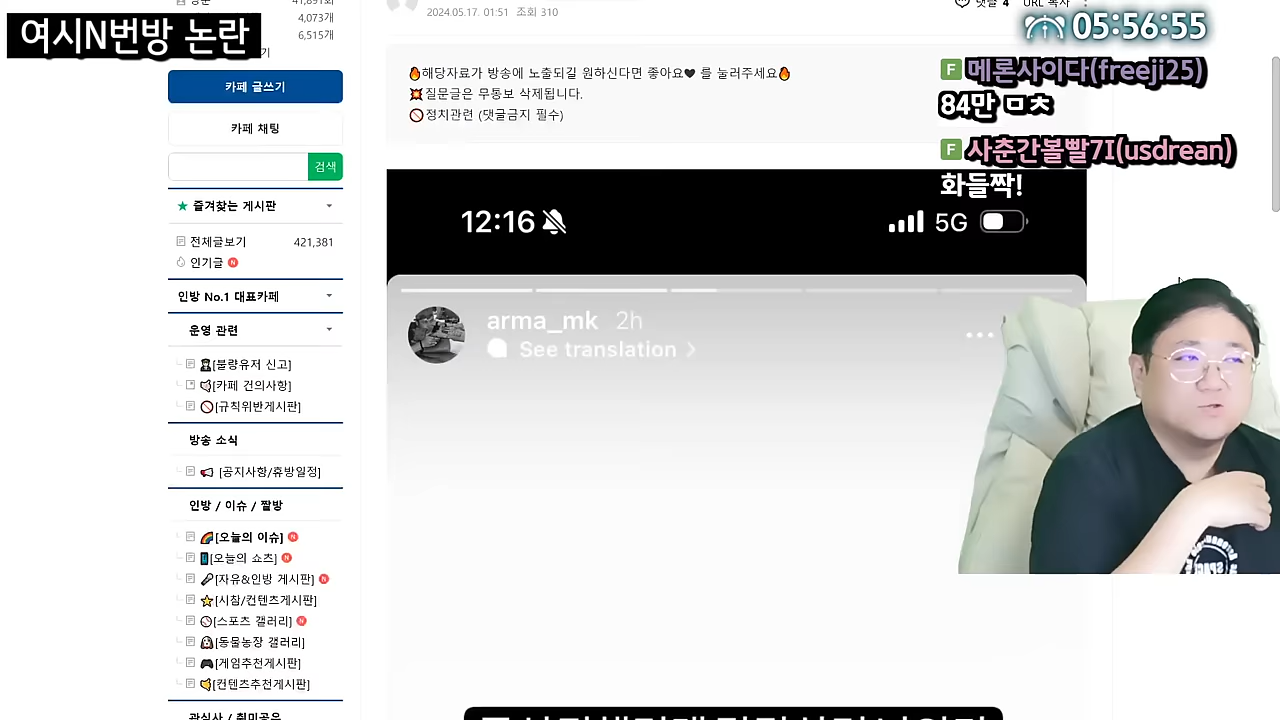 여시N번방 논란
4,073개
6,515개
카페 글쓰기
카페 채팅
검색
즐겨찾는 게시판
전체글보기 421,381
인기글 N
인방 No.1 대표카페
운영 관련
[불량유저 신고]
[카페 건의사항]
[규칙위반게시판]
방송 소식
[공지사항/휴방일정]
인방 / 이슈 / 짤방
[오늘의 이슈] N
[오늘의 쇼츠] N
[자유&인방 게시판] N
[시참/컨텐츠게시판]
[스포츠 갤러리] N
[동물농장 갤러리]
[게임추천게시판]
[컨텐츠추천게시판]
관심사 / 취미공유
2024.05.17. 01:51 조회 310
댓글 4 URL 복사
🔥해당자료가 방송에 노출되길 원하신다면 좋아요🖤 를 눌러주세요🔥
💥질문글은 무통보 삭제됩니다.
🚫정치관련 (댓글금지 필수)
12:16
5G
arma_mk 2h
See translation
05:56:55
F 메론사이다(freeji25)
84만 ㅁㅊ
F 사춘간볼빨7I(usdrean)
화들짝!